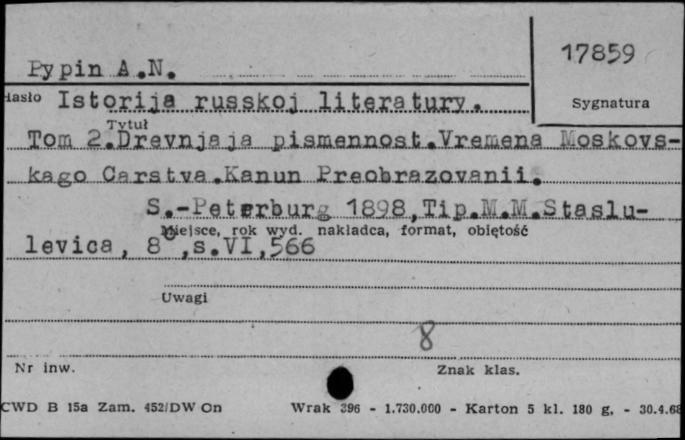 17859
Pypin A.N.
Hasło Istorija russkoj literatury. Sygnatura
Tytuł
Tom 2.Drevnjaja pismennost.Vremena Moskovs-
kago Carstva.Kanun Preobrazovanii.
S.-Peterburg 1898,Tip.M.M.Staslu-
Miejsce, rok wyd. nakładca, format, objętość
levica, 8°,s.VI,566
Uwagi
8
Nr inw. Znak klas.
CWD B 15a Zam. 452/DW On Wrak 396 - 1.730.000 - Karton 5 kl. 180 g, - 30.4.68